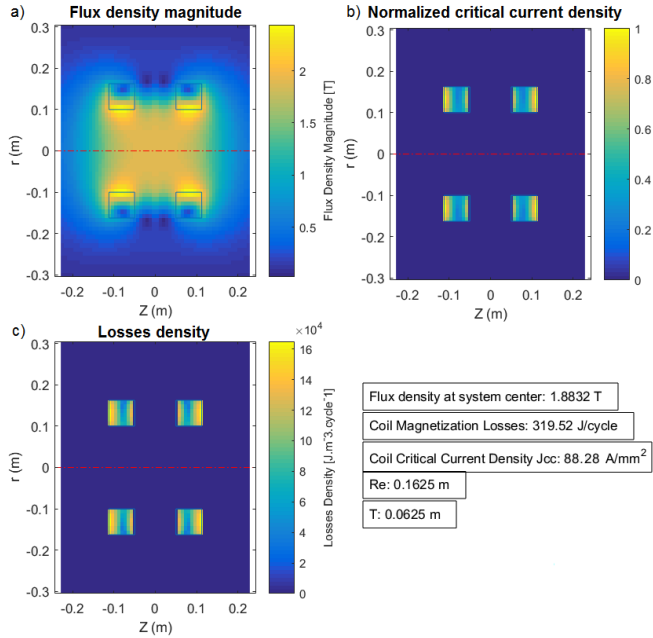 a) Flux density magnitude
0.3
0.2
0.1
0
-0.1
-0.2
-0.3
r (m)
-0.2 -0.1 0 0.1 0.2
Z (m)
2
1.5
1
0.5
Flux Density Magnitude [T]
b) Normalized critical current density
0.3
0.2
0.1
0
-0.1
-0.2
-0.3
r (m)
-0.2 -0.1 0 0.1 0.2
Z (m)
1
0.8
0.6
0.4
0.2
0
c) Losses density
0.3
0.2
0.1
0
-0.1
-0.2
-0.3
r (m)
-0.2 -0.1 0 0.1 0.2
Z (m)
×10⁴
16
14
12
10
8
6
4
2
0
Losses Density [J.m⁻3.cycle⁻1]
Flux density at system center: 1.8832 T
Coil Magnetization Losses: 319.52 J/cycle
Coil Critical Current Density Jcc: 88.28 A/mm²
Re: 0.1625 m
T: 0.0625 m